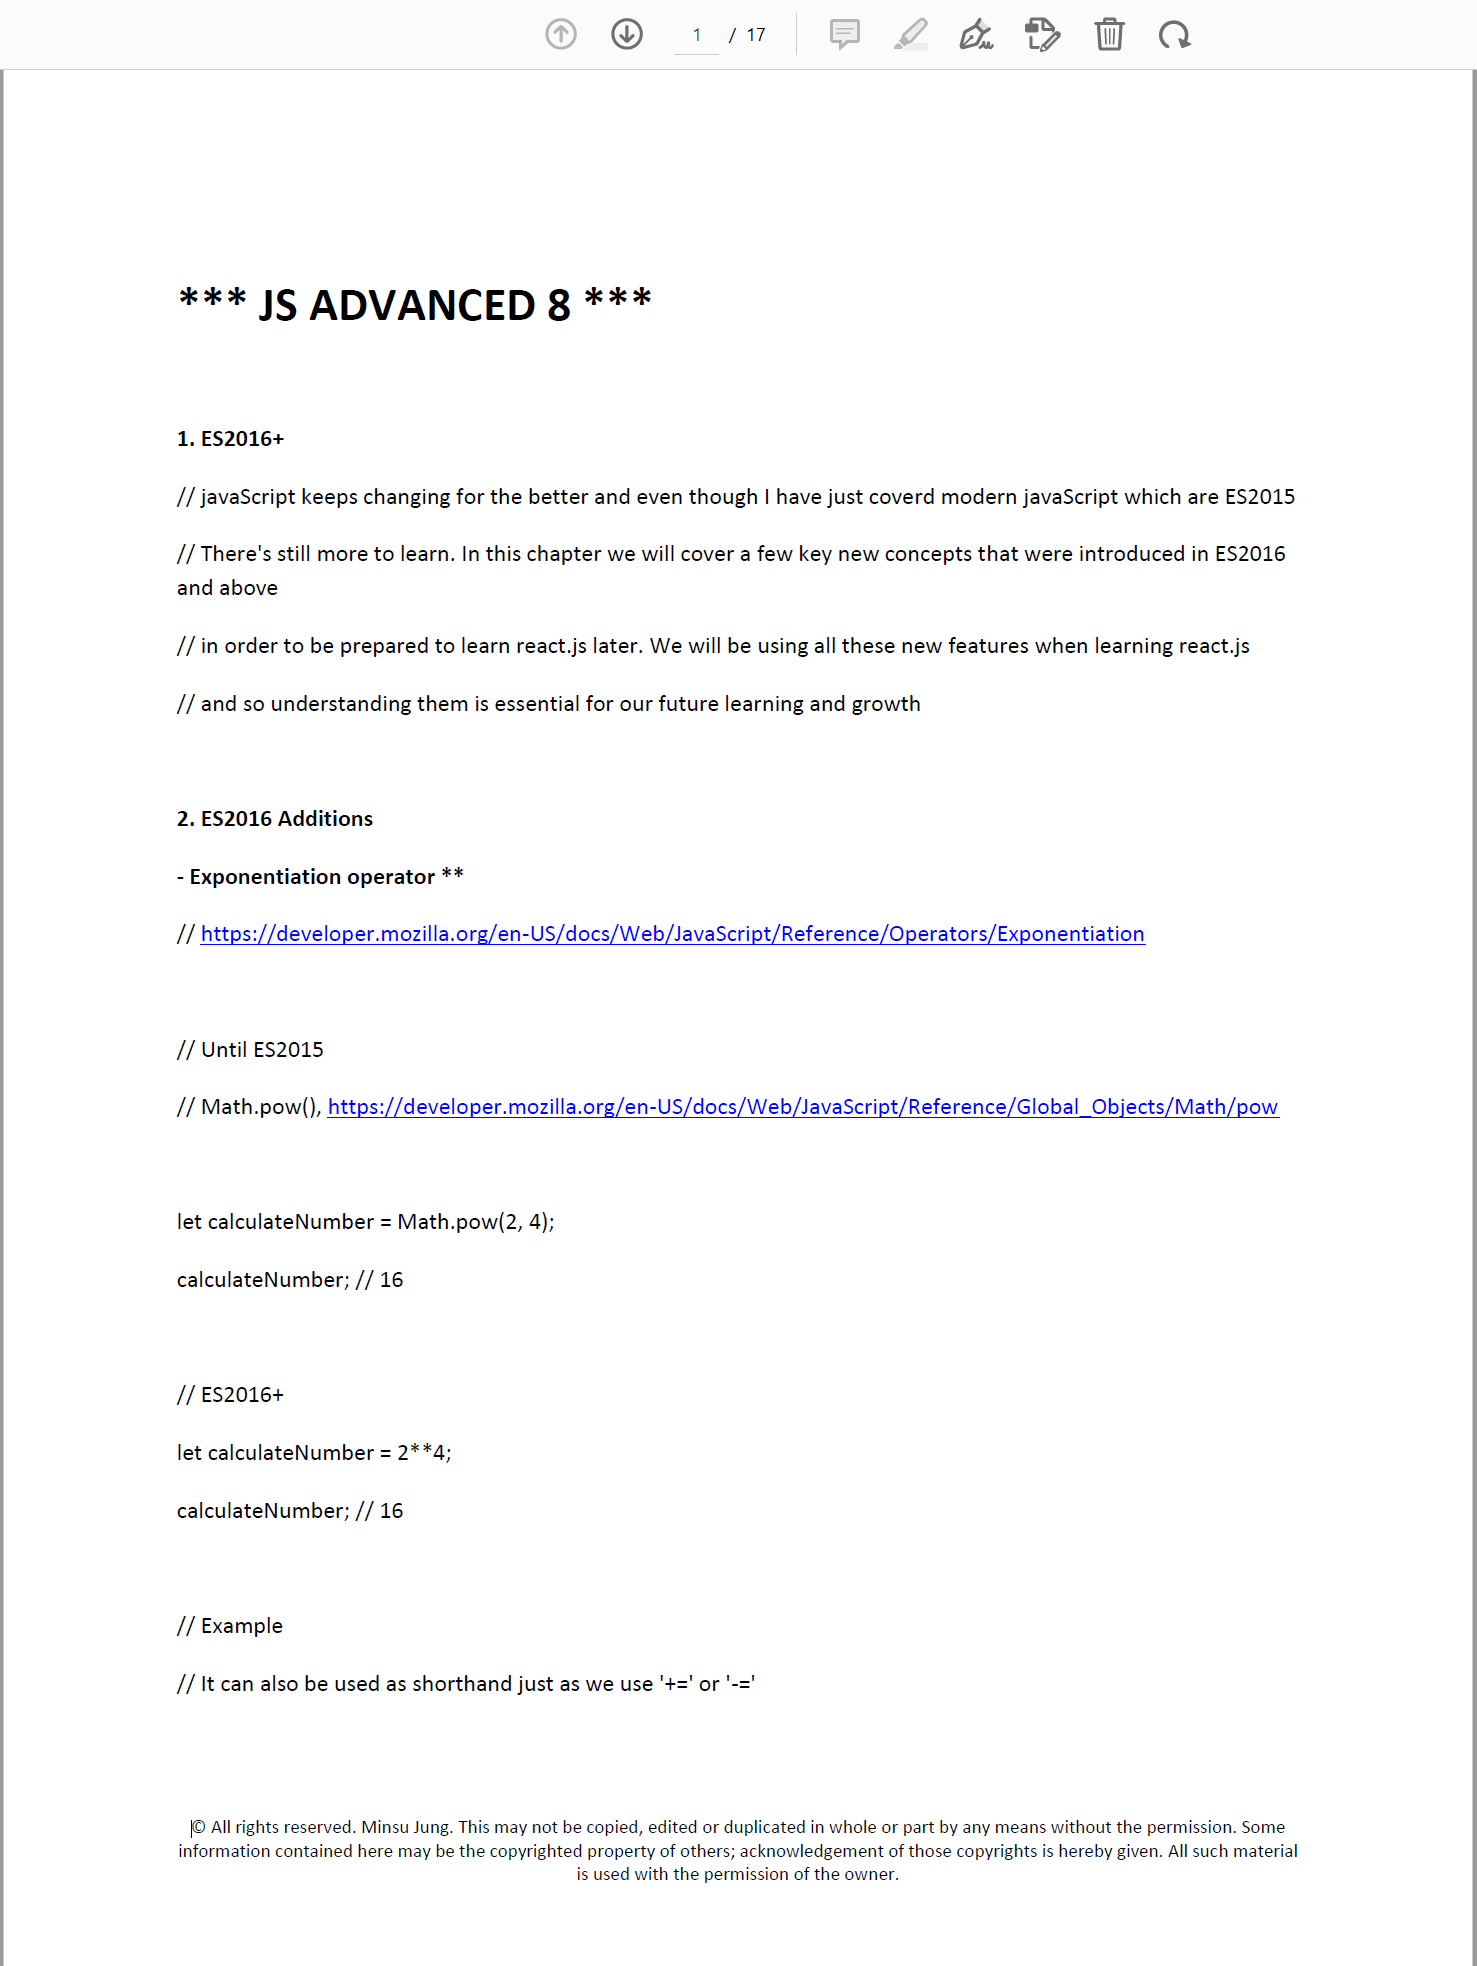 1 / 17
*** JS ADVANCED 8 ***
1. ES2016+
// javaScript keeps changing for the better and even though I have just coverd modern javaScript which are ES2015
// There's still more to learn. In this chapter we will cover a few key new concepts that were introduced in ES2016
and above
// in order to be prepared to learn react.js later. We will be using all these new features when learning react.js
// and so understanding them is essential for our future learning and growth
2. ES2016 Additions
- Exponentiation operator **
// https://developer.mozilla.org/en-US/docs/Web/JavaScript/Reference/Operators/Exponentiation
// Until ES2015
// Math.pow(), https://developer.mozilla.org/en-US/docs/Web/JavaScript/Reference/Global_Objects/Math/pow
let calculateNumber = Math.pow(2, 4);
calculateNumber; // 16
// ES2016+
let calculateNumber = 2**4;
calculateNumber; // 16
// Example
// It can also be used as shorthand just as we use '+=' or '-='
© All rights reserved. Minsu Jung. This may not be copied, edited or duplicated in whole or part by any means without the permission. Some
information contained here may be the copyrighted property of others; acknowledgement of those copyrights is hereby given. All such material
is used with the permission of the owner.